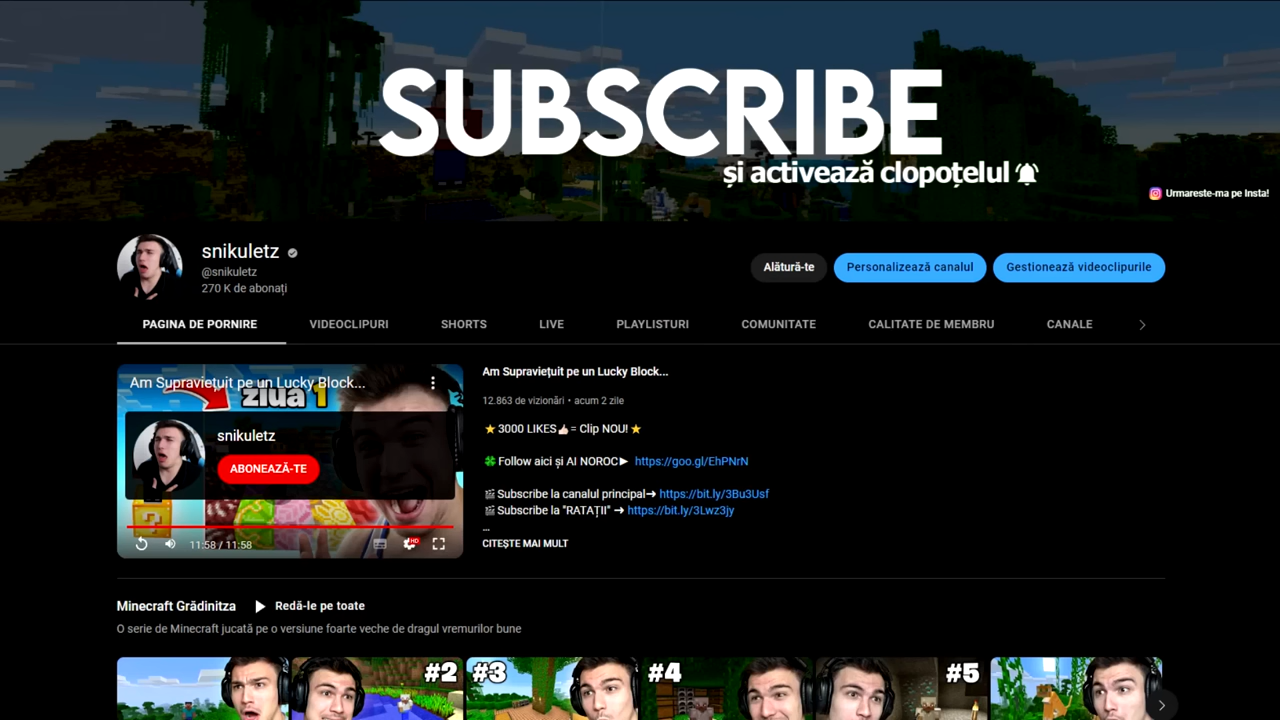 SUBSCRIBE
și activează clopoțelul
Urmareste-ma pe Insta!
snikuletz
@snikuletz
270 K de abonați
Alătură-te
Personalizează canalul
Gestionează videoclipurile
PAGINA DE PORNIRE
VIDEOCLIPURI
SHORTS
LIVE
PLAYLISTURI
COMUNITATE
CALITATE DE MEMBRU
CANALE
Am Supraviețuit pe un Lucky Block...
ziua 1
snikuletz
ABONEAZĂ-TE
11:58 / 11:58
HD
Am Supraviețuit pe un Lucky Block...
12.863 de vizionări • acum 2 zile
⭐ 3000 LIKES👍🏻= Clip NOU!⭐
🍀Follow aici și AI NOROC► https://goo.gl/EhPNrN
🎬Subscribe la canalul principal➜ https://bit.ly/3Bu3Usf
🎬Subscribe la "RATAȚII" ➜ https://bit.ly/3Lwz3jy
...
CITEȘTE MAI MULT
Minecraft Grădinitza
Redă-le pe toate
O serie de Minecraft jucată pe o versiune foarte veche de dragul vremurilor bune
#2
#3
#4
#5